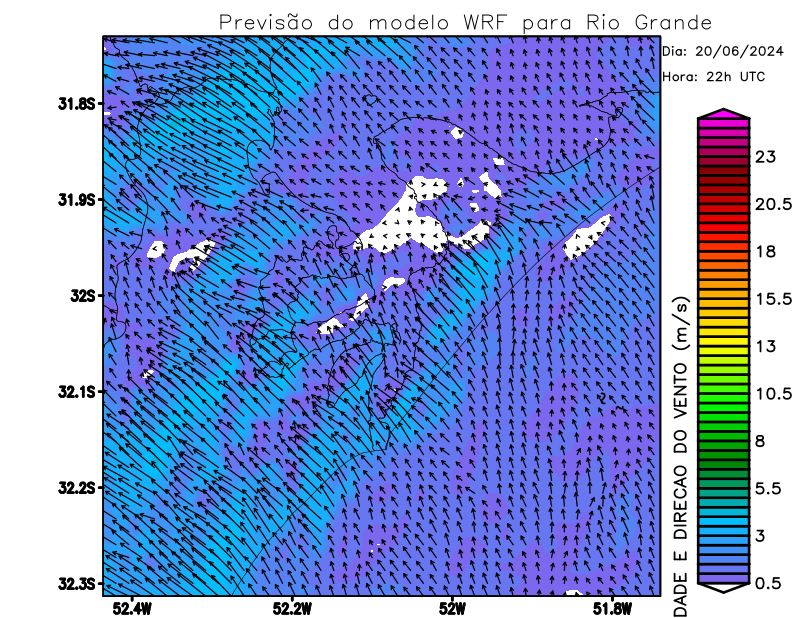 Previsão do modelo WRF para Rio Grande
Dia: 20/06/2024
Hora: 22h UTC
31.8S
31.9S
32S
32.1S
32.2S
32.3S
52.4W
52.2W
52W
51.8W
23
20.5
18
15.5
13
10.5
8
5.5
3
0.5
DADE E DIRECAO DO VENTO (m/s)